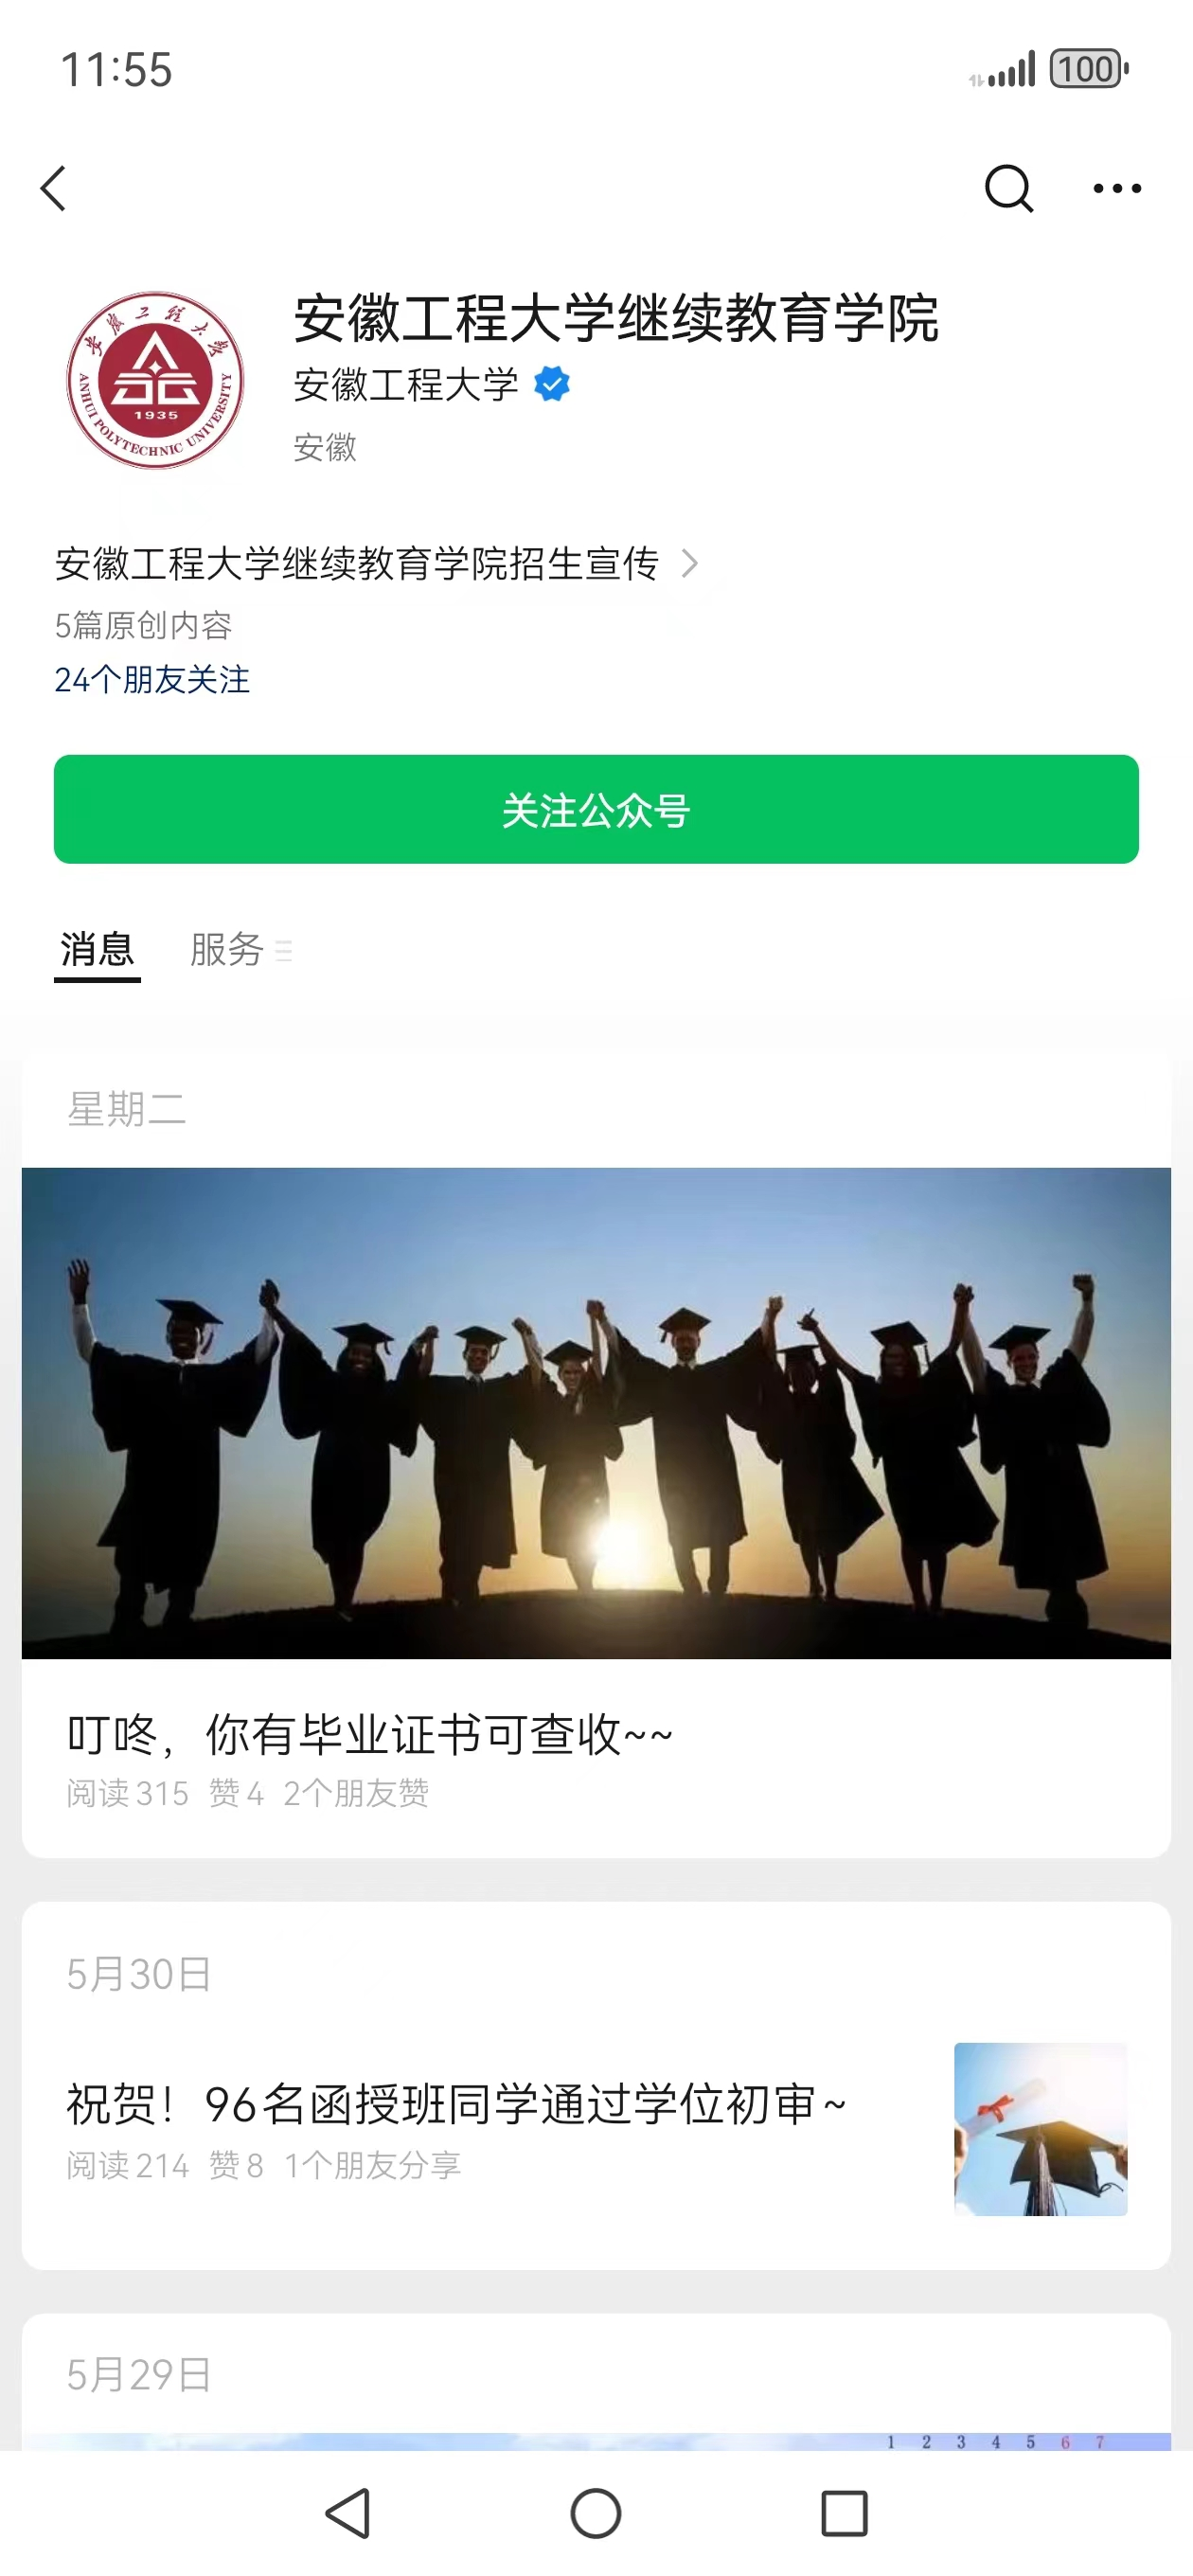 11:55
100
安徽工程大学
ANHUI POLYTECHNIC UNIVERSITY
1935
安徽工程大学继续教育学院
安徽工程大学
安徽
安徽工程大学继续教育学院招生宣传
5篇原创内容
24个朋友关注
关注公众号
消息 服务
星期二
叮咚，你有毕业证书可查收~~
阅读 315 赞 4 2个朋友赞
5月30日
祝贺！96名函授班同学通过学位初审~
阅读 214 赞 8 1个朋友分享
5月29日
1 2 3 4 5 6 7